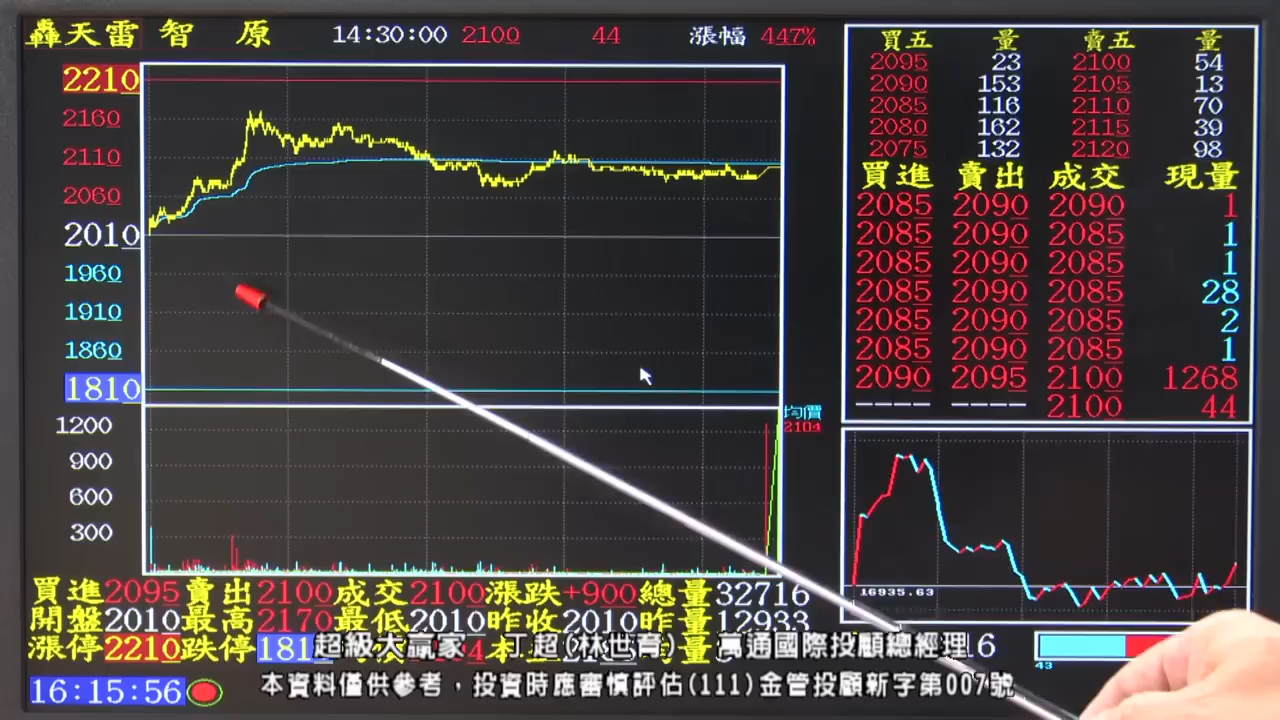 轟天雷 智 原 14:30:00 2100 44 漲幅 4.47%
2210
2160
2110
2060
2010
1960
1910
1860
1810
1200
900
600
300
均價
2104
買五 量 賣五 量
2095 23 2100 54
2090 153 2105 13
2085 116 2110 70
2080 162 2115 39
2075 132 2120 98
買進 賣出 成交 現量
2085 2090 2090 1
2085 2090 2085 1
2085 2090 2085 1
2085 2090 2085 28
2085 2090 2085 2
2085 2090 2085 1
2090 2095 2100 1268
---- ---- 2100 44
16935.63
買進2095賣出2100成交2100漲跌+900總量32716
開盤2010最高2170最低2010昨收2010昨量12933
漲停2210跌停181
43
超級大贏家 丁超(林世育) 萬通國際投顧總經理
16:15:56
本資料僅供參考，投資時應審慎評估(111)金管投顧新字第007號